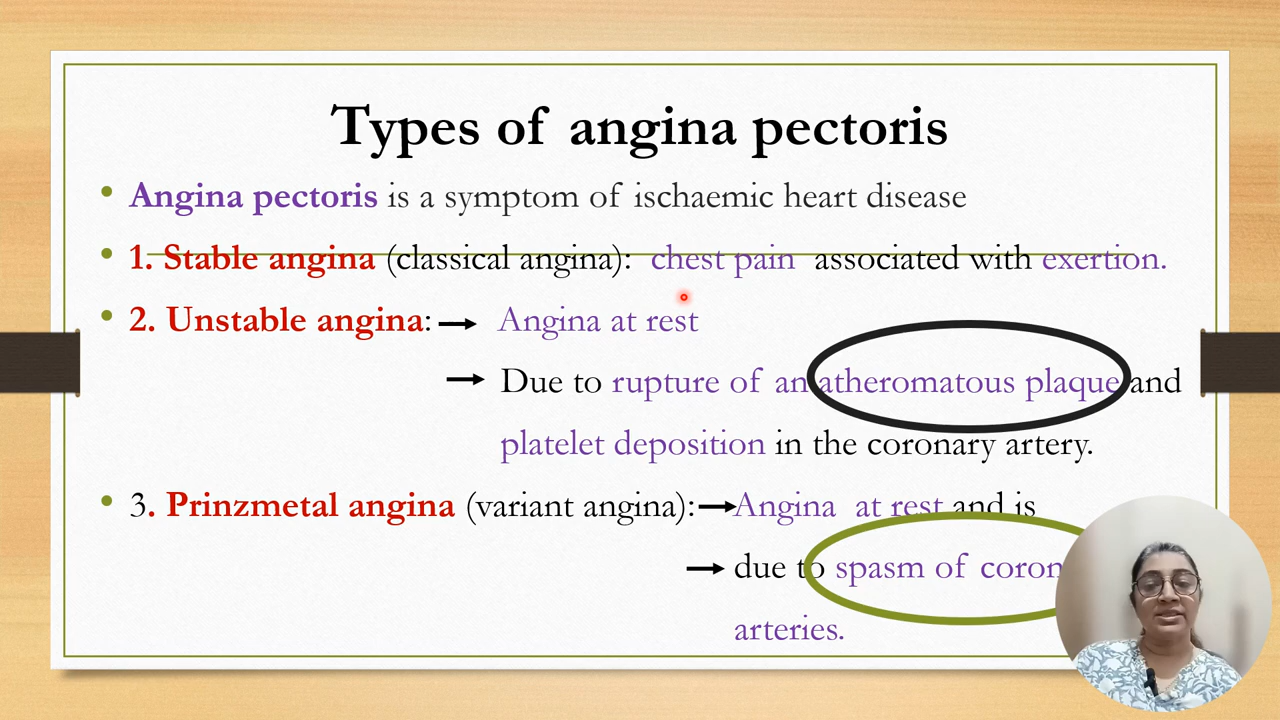 Types of angina pectoris
• Angina pectoris is a symptom of ischaemic heart disease
• 1. Stable angina (classical angina): chest pain associated with exertion.
• 2. Unstable angina: → Angina at rest
→ Due to rupture of an atheromatous plaque and
platelet deposition in the coronary artery.
• 3. Prinzmetal angina (variant angina):→Angina at rest and is
→ due to spasm of
arteries.